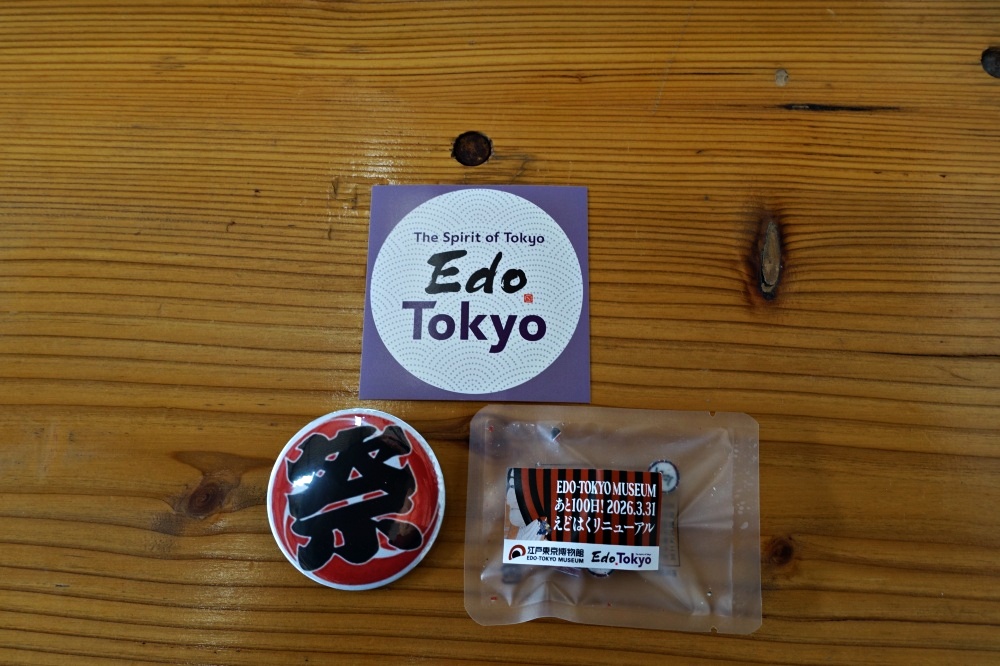 The Spirit of Tokyo
Edo
Tokyo
祭
EDO-TOKYO MUSEUM
あと100日! 2026.3.31
えどはくリニューアル
江戸東京博物館
EDO-TOKYO MUSEUM
Edo Tokyo